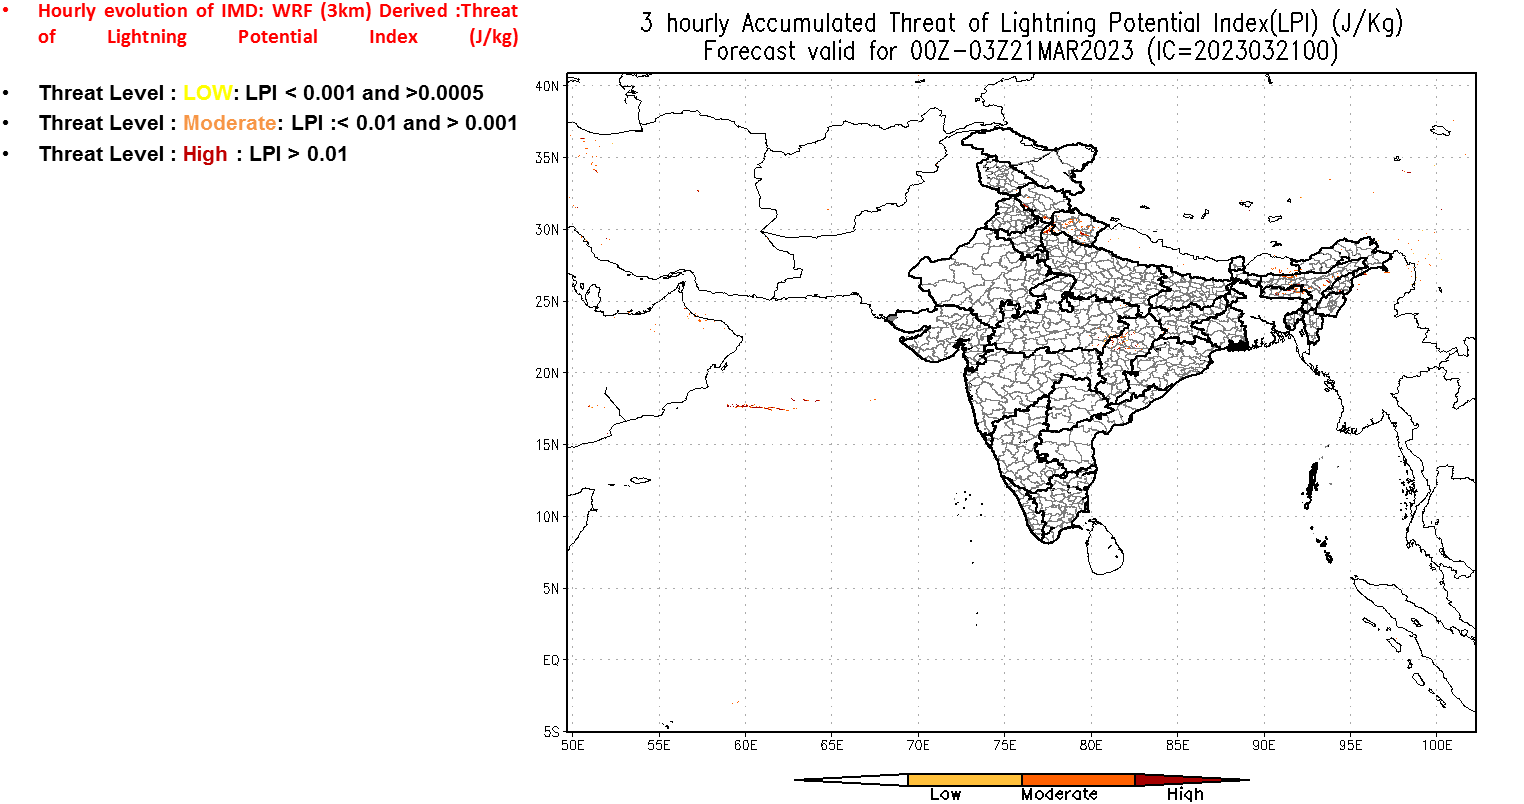 • Hourly evolution of IMD: WRF (3km) Derived :Threat
of Lightning Potential Index (J/kg)
• Threat Level : LOW: LPI < 0.001 and >0.0005
• Threat Level : Moderate: LPI :< 0.01 and > 0.001
• Threat Level : High : LPI > 0.01
3 hourly Accumulated Threat of Lightning Potential Index(LPI) (J/Kg)
Forecast valid for 00Z-03Z21MAR2023 (IC=2023032100)
40N
35N
30N
25N
20N
15N
10N
5N
EQ
5S
50E 55E 60E 65E 70E 75E 80E 85E 90E 95E 100E
Low Moderate High